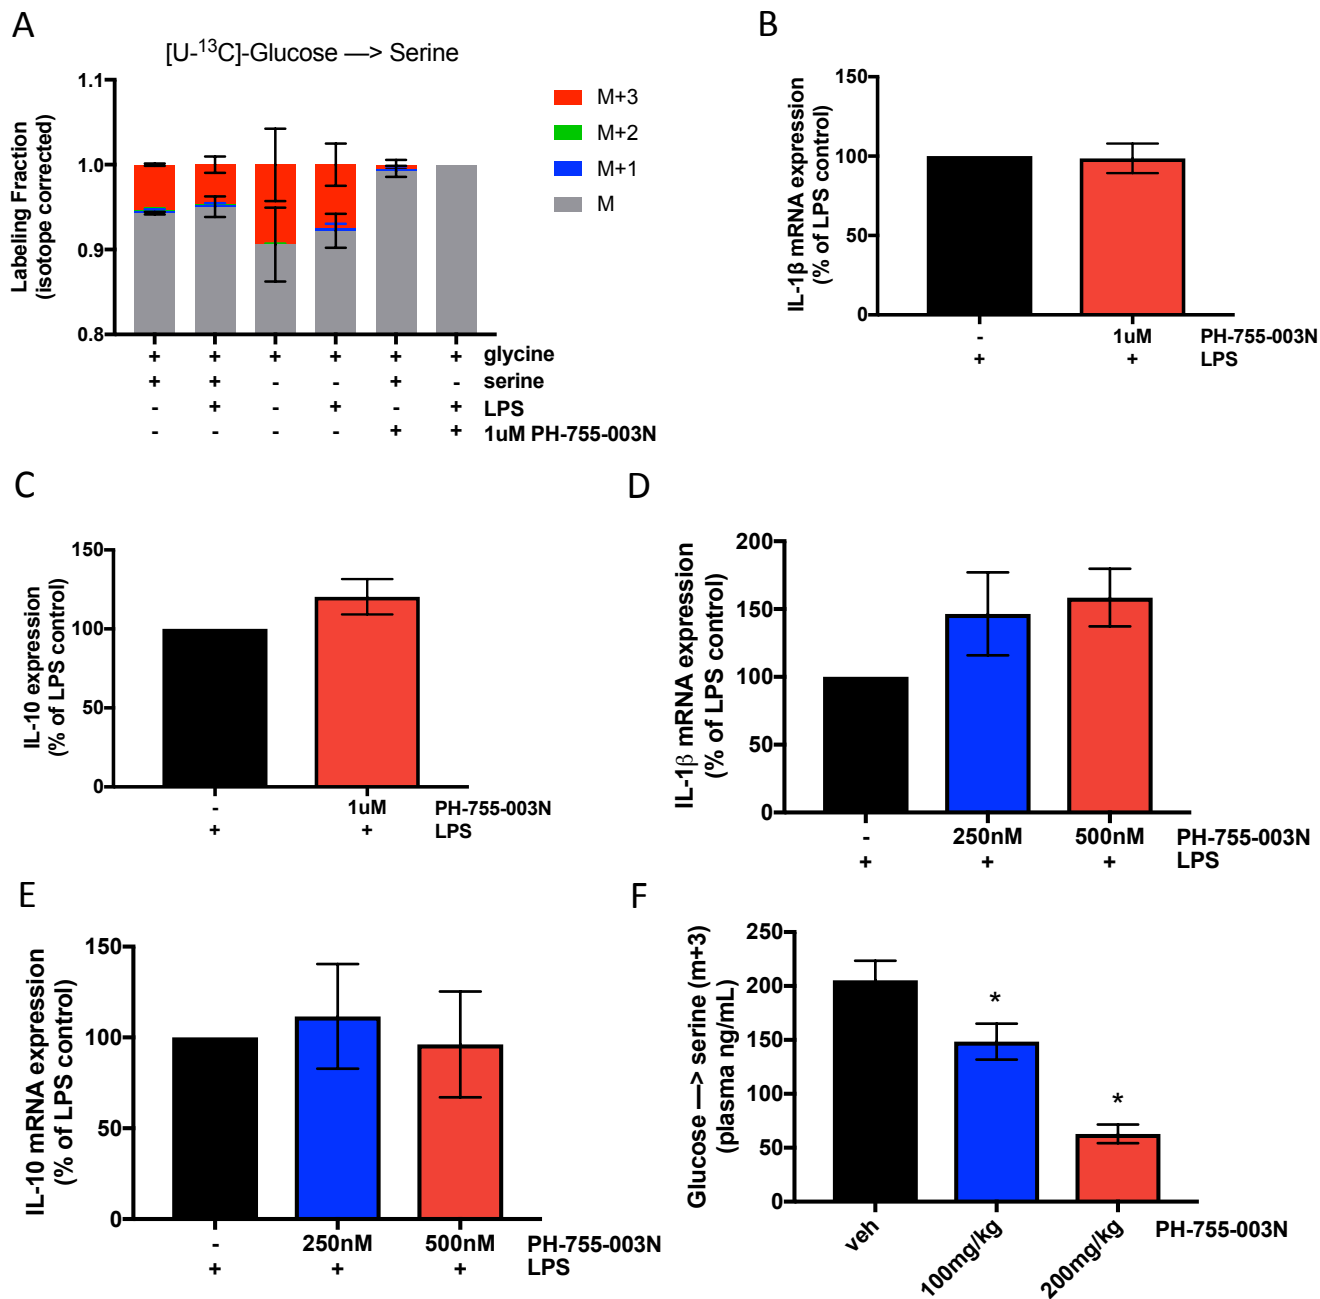 A
[U-¹³C]-Glucose —> Serine
Labeling Fraction
(isotope corrected)
1.1
1.0
0.9
0.8
M+3
M+2
M+1
M
+ + + + + + glycine
+ + - - + - serine
- + - + - + LPS
- - - - + + 1uM PH-755-003N
B
IL-1β mRNA expression
(% of LPS control)
150
100
50
0
- 1uM PH-755-003N
+ + LPS
C
IL-10 expression
(% of LPS control)
150
100
50
0
- 1uM PH-755-003N
+ + LPS
D
IL-1β mRNA expression
(% of LPS control)
200
150
100
50
0
- 250nM 500nM PH-755-003N
+ + + LPS
E
IL-10 mRNA expression
(% of LPS control)
150
100
50
0
- 250nM 500nM PH-755-003N
+ + + LPS
F
Glucose —> serine (m+3)
(plasma ng/mL)
250
200
150
100
50
0
*
*
veh 100mg/kg 200mg/kg PH-755-003N